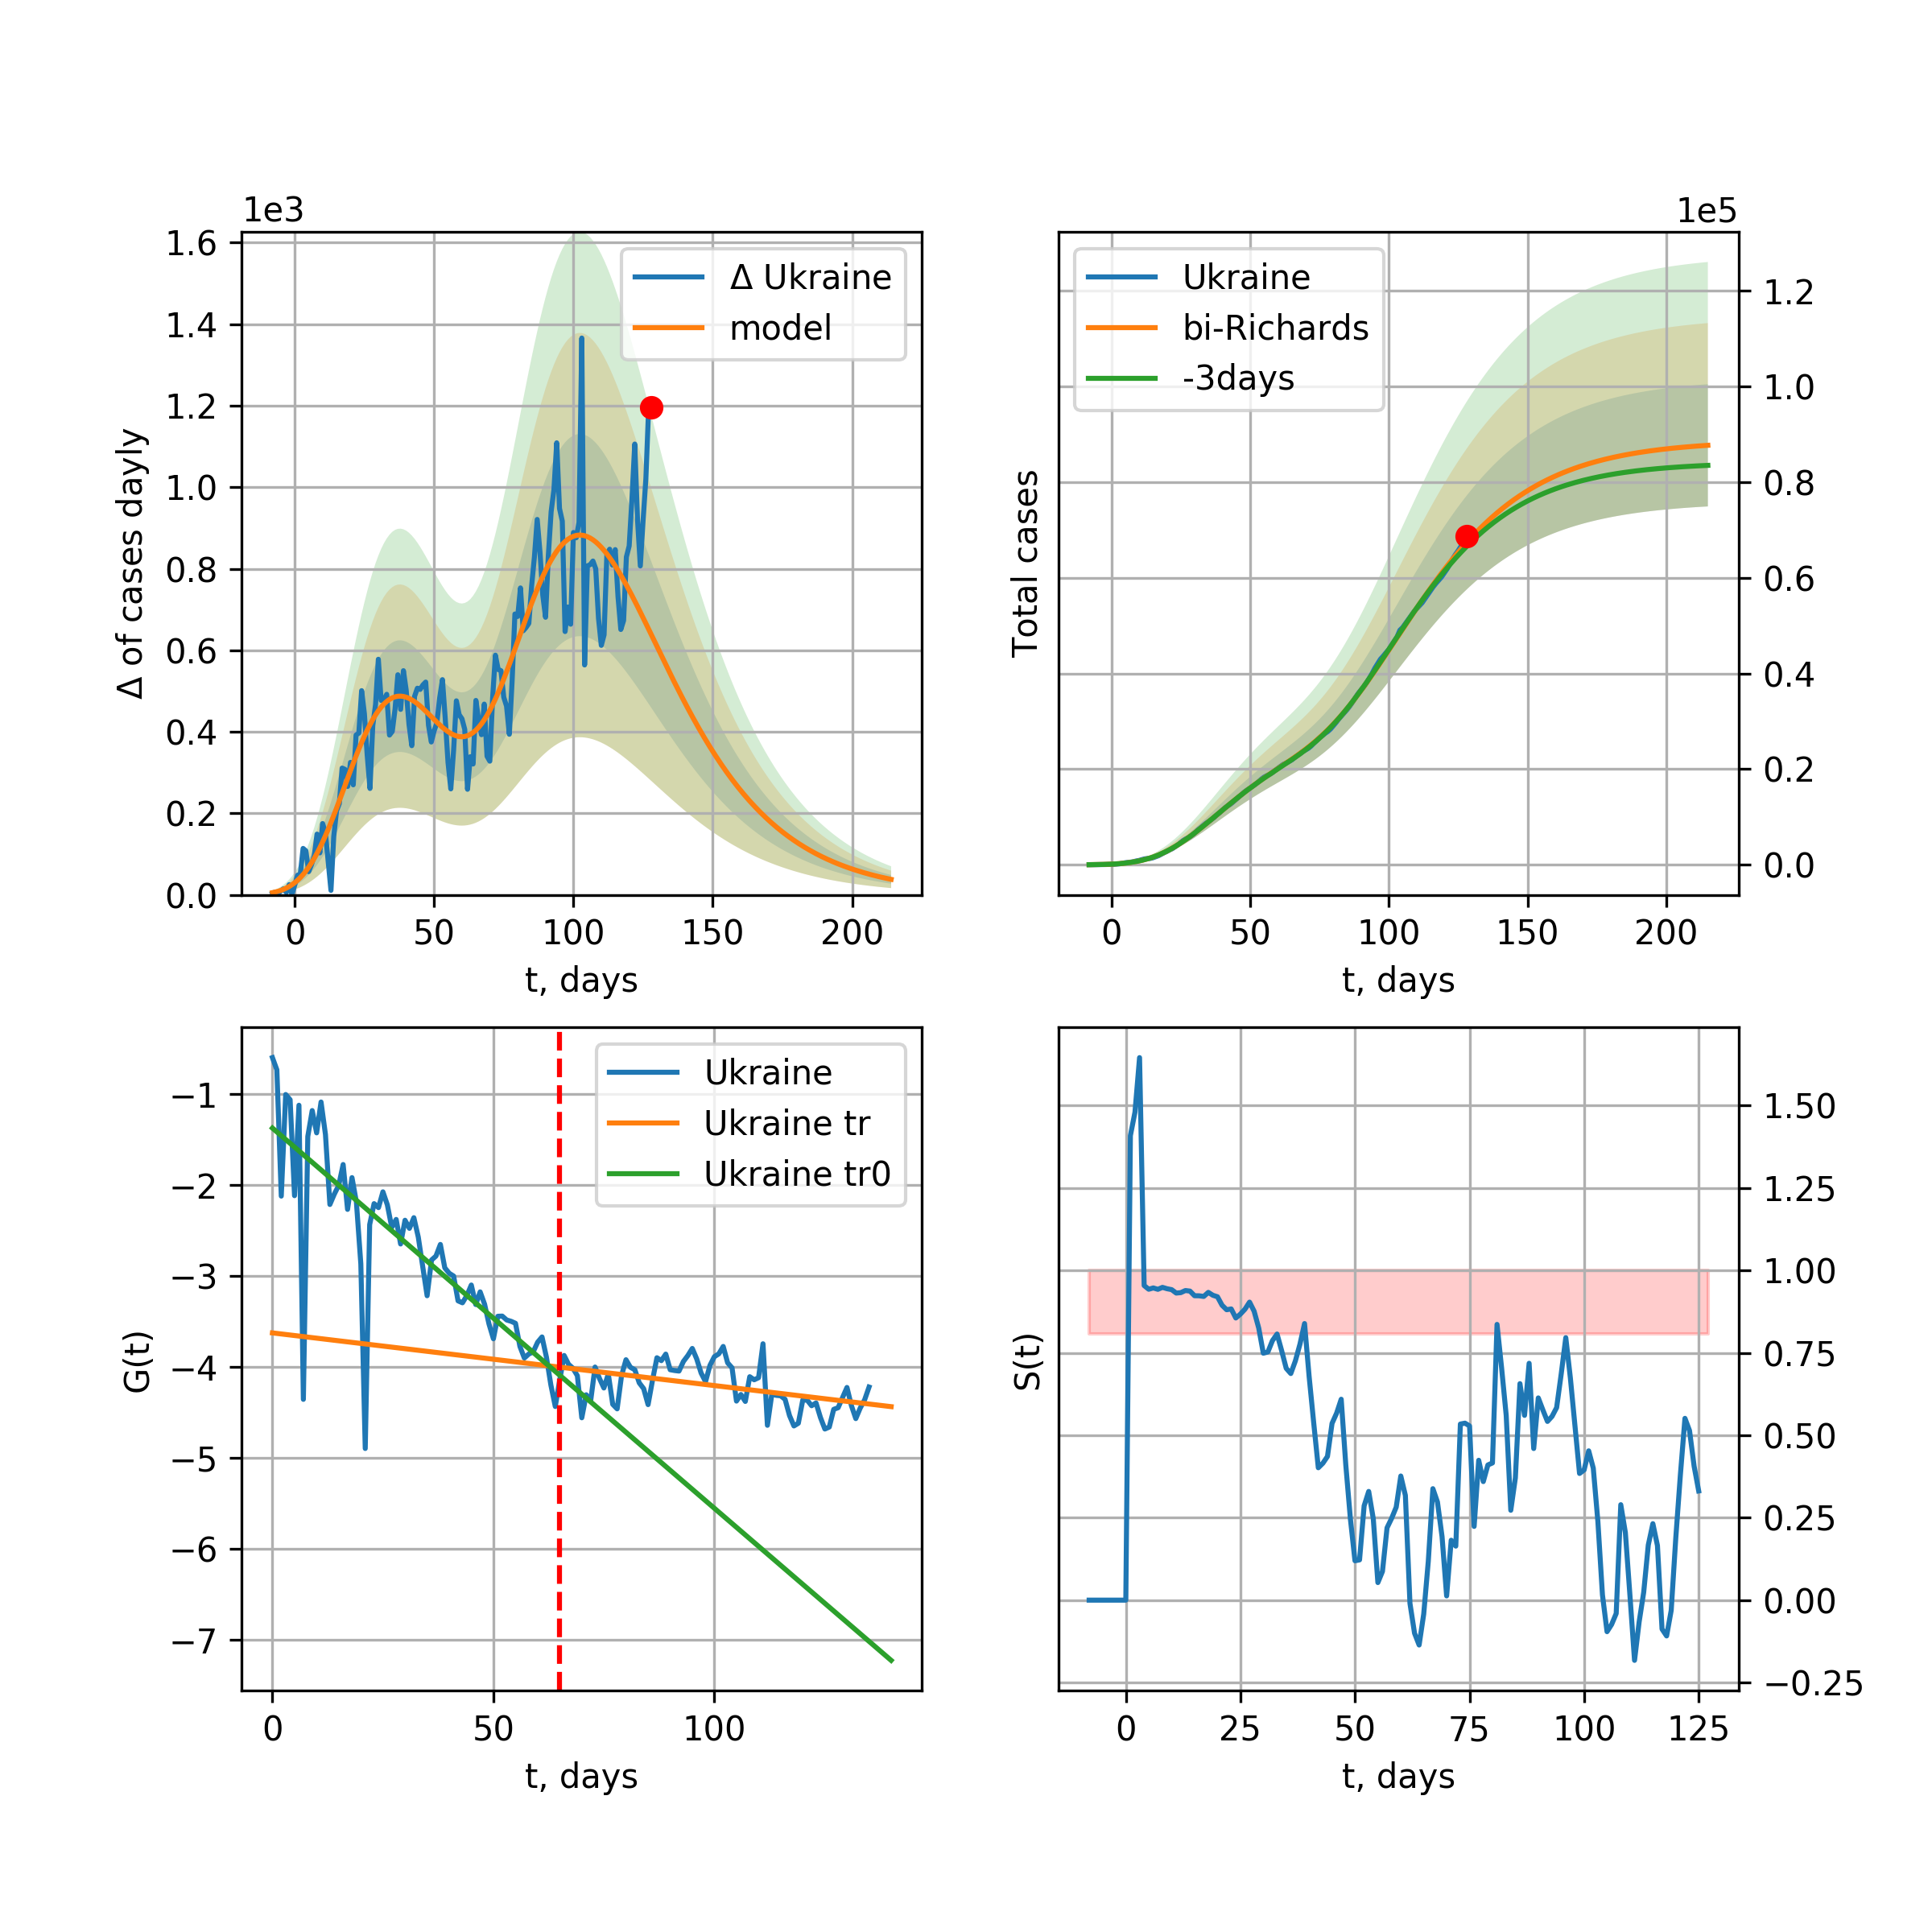 1e3
1.6
1.4
1.2
1.0
0.8
0.6
0.4
0.2
0.0
Δ of cases dayly
Δ Ukraine
model
0 50 100 150 200
t, days
1e5
Ukraine
bi-Richards
-3days
1.2
1.0
0.8
0.6
0.4
0.2
0.0
Total cases
0 50 100 150 200
t, days
−1
−2
−3
−4
−5
−6
−7
G(t)
Ukraine
Ukraine tr
Ukraine tr0
0 50 100
t, days
1.50
1.25
1.00
0.75
0.50
0.25
0.00
−0.25
S(t)
0 25 50 75 100 125
t, days